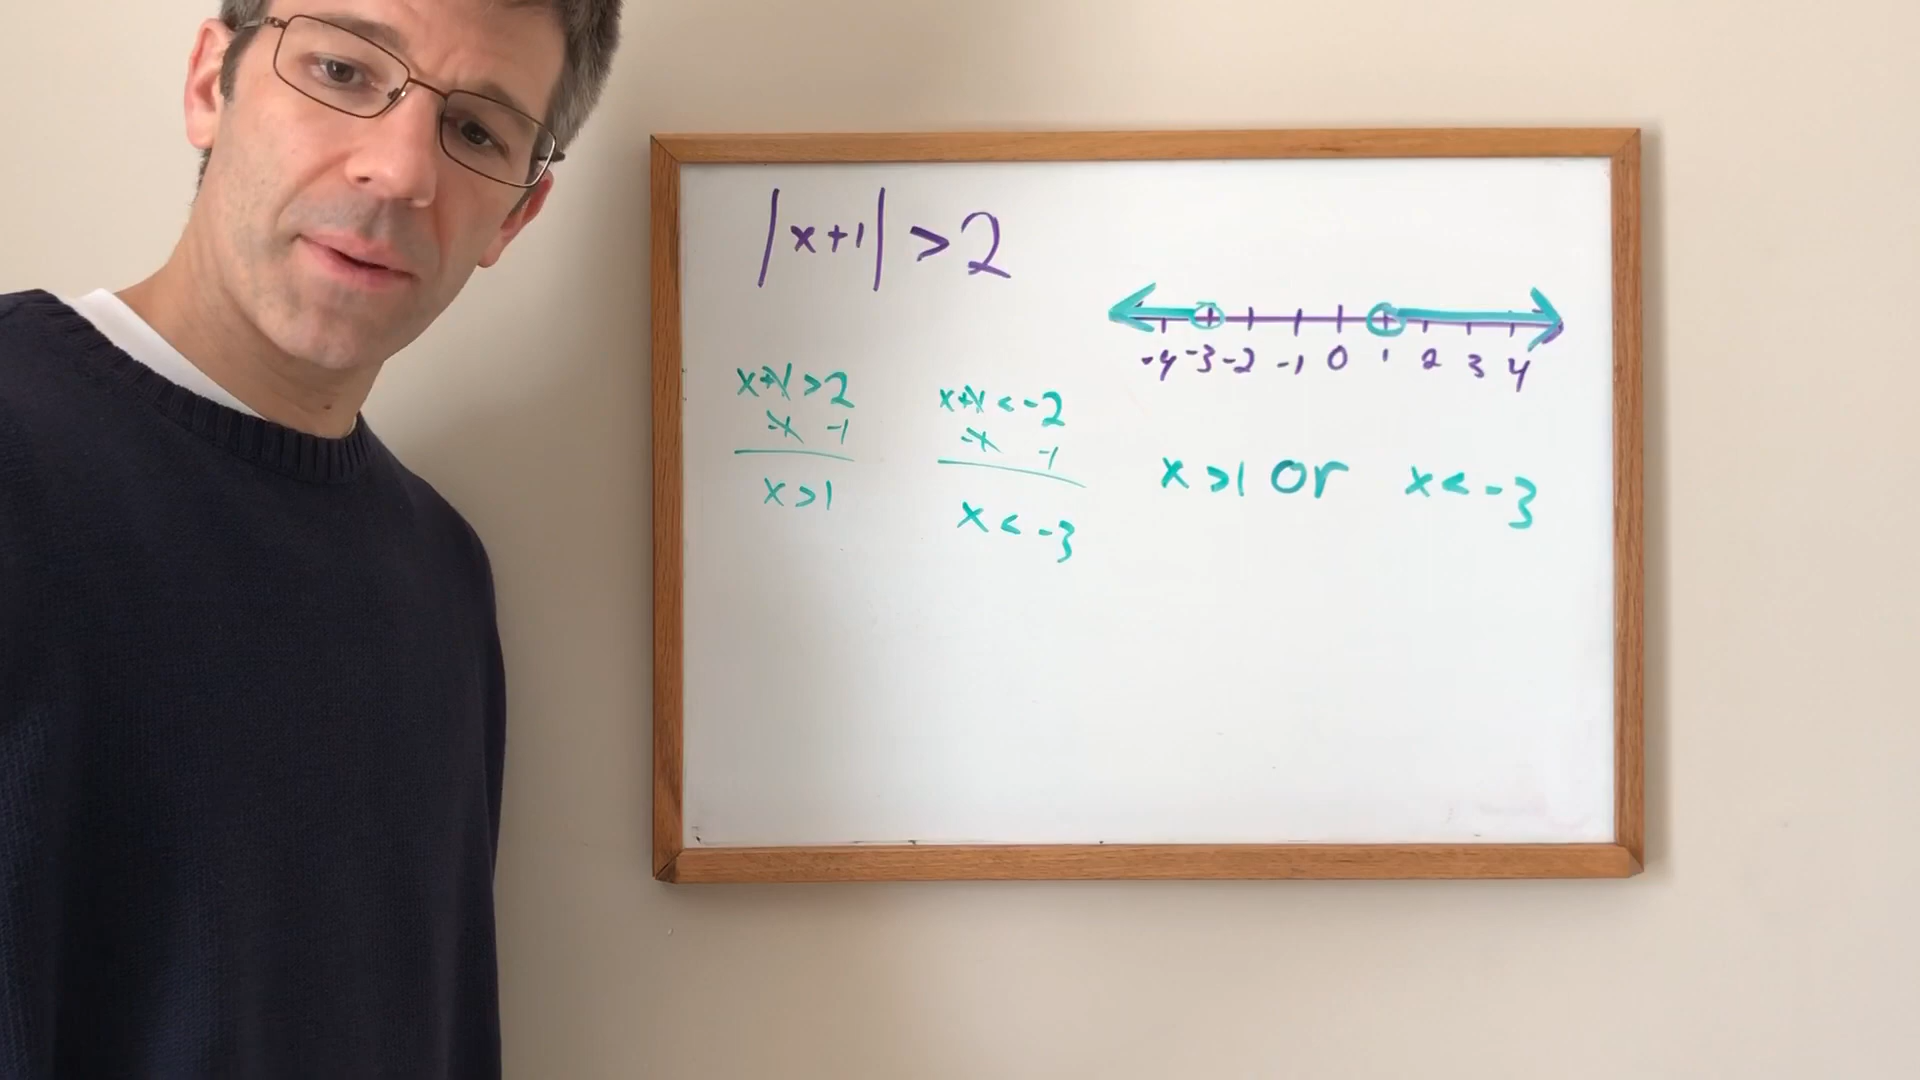 |x+1| > 2
-4 -3 -2 -1 0 1 2 3 4
x+1 > 2
-1 -1
x > 1
x+1 < -2
-1 -1
x < -3
x > 1 or x < -3